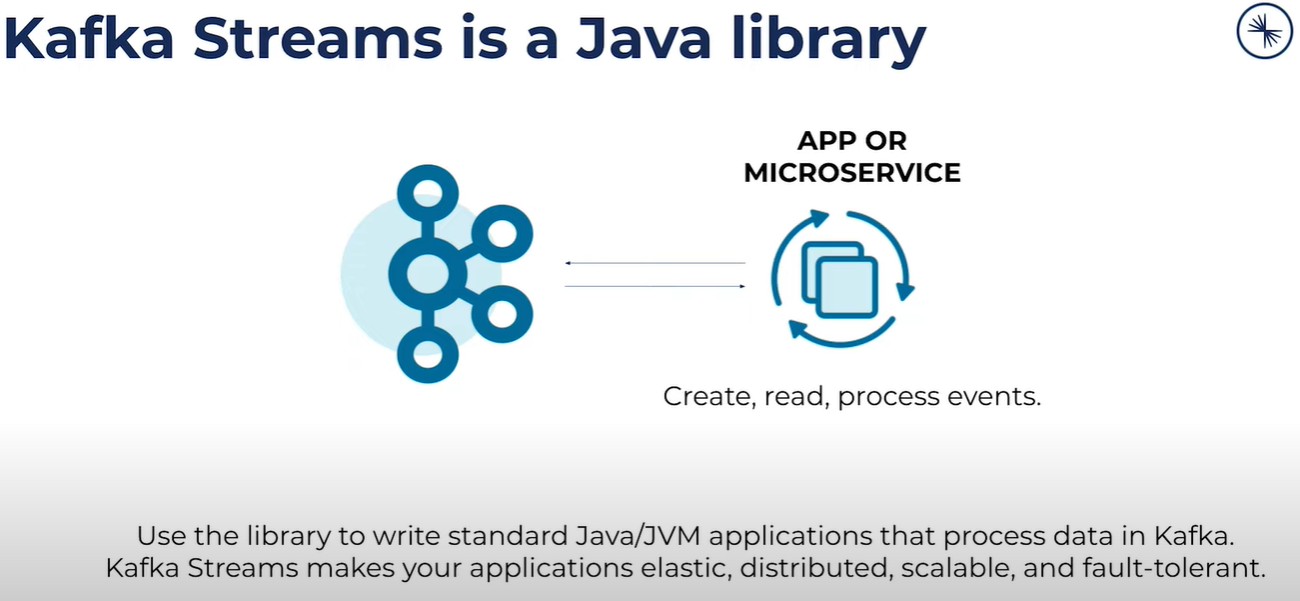 Kafka Streams is a Java library
APP OR
MICROSERVICE
Create, read, process events.
Use the library to write standard Java/JVM applications that process data in Kafka.
Kafka Streams makes your applications elastic, distributed, scalable, and fault-tolerant.